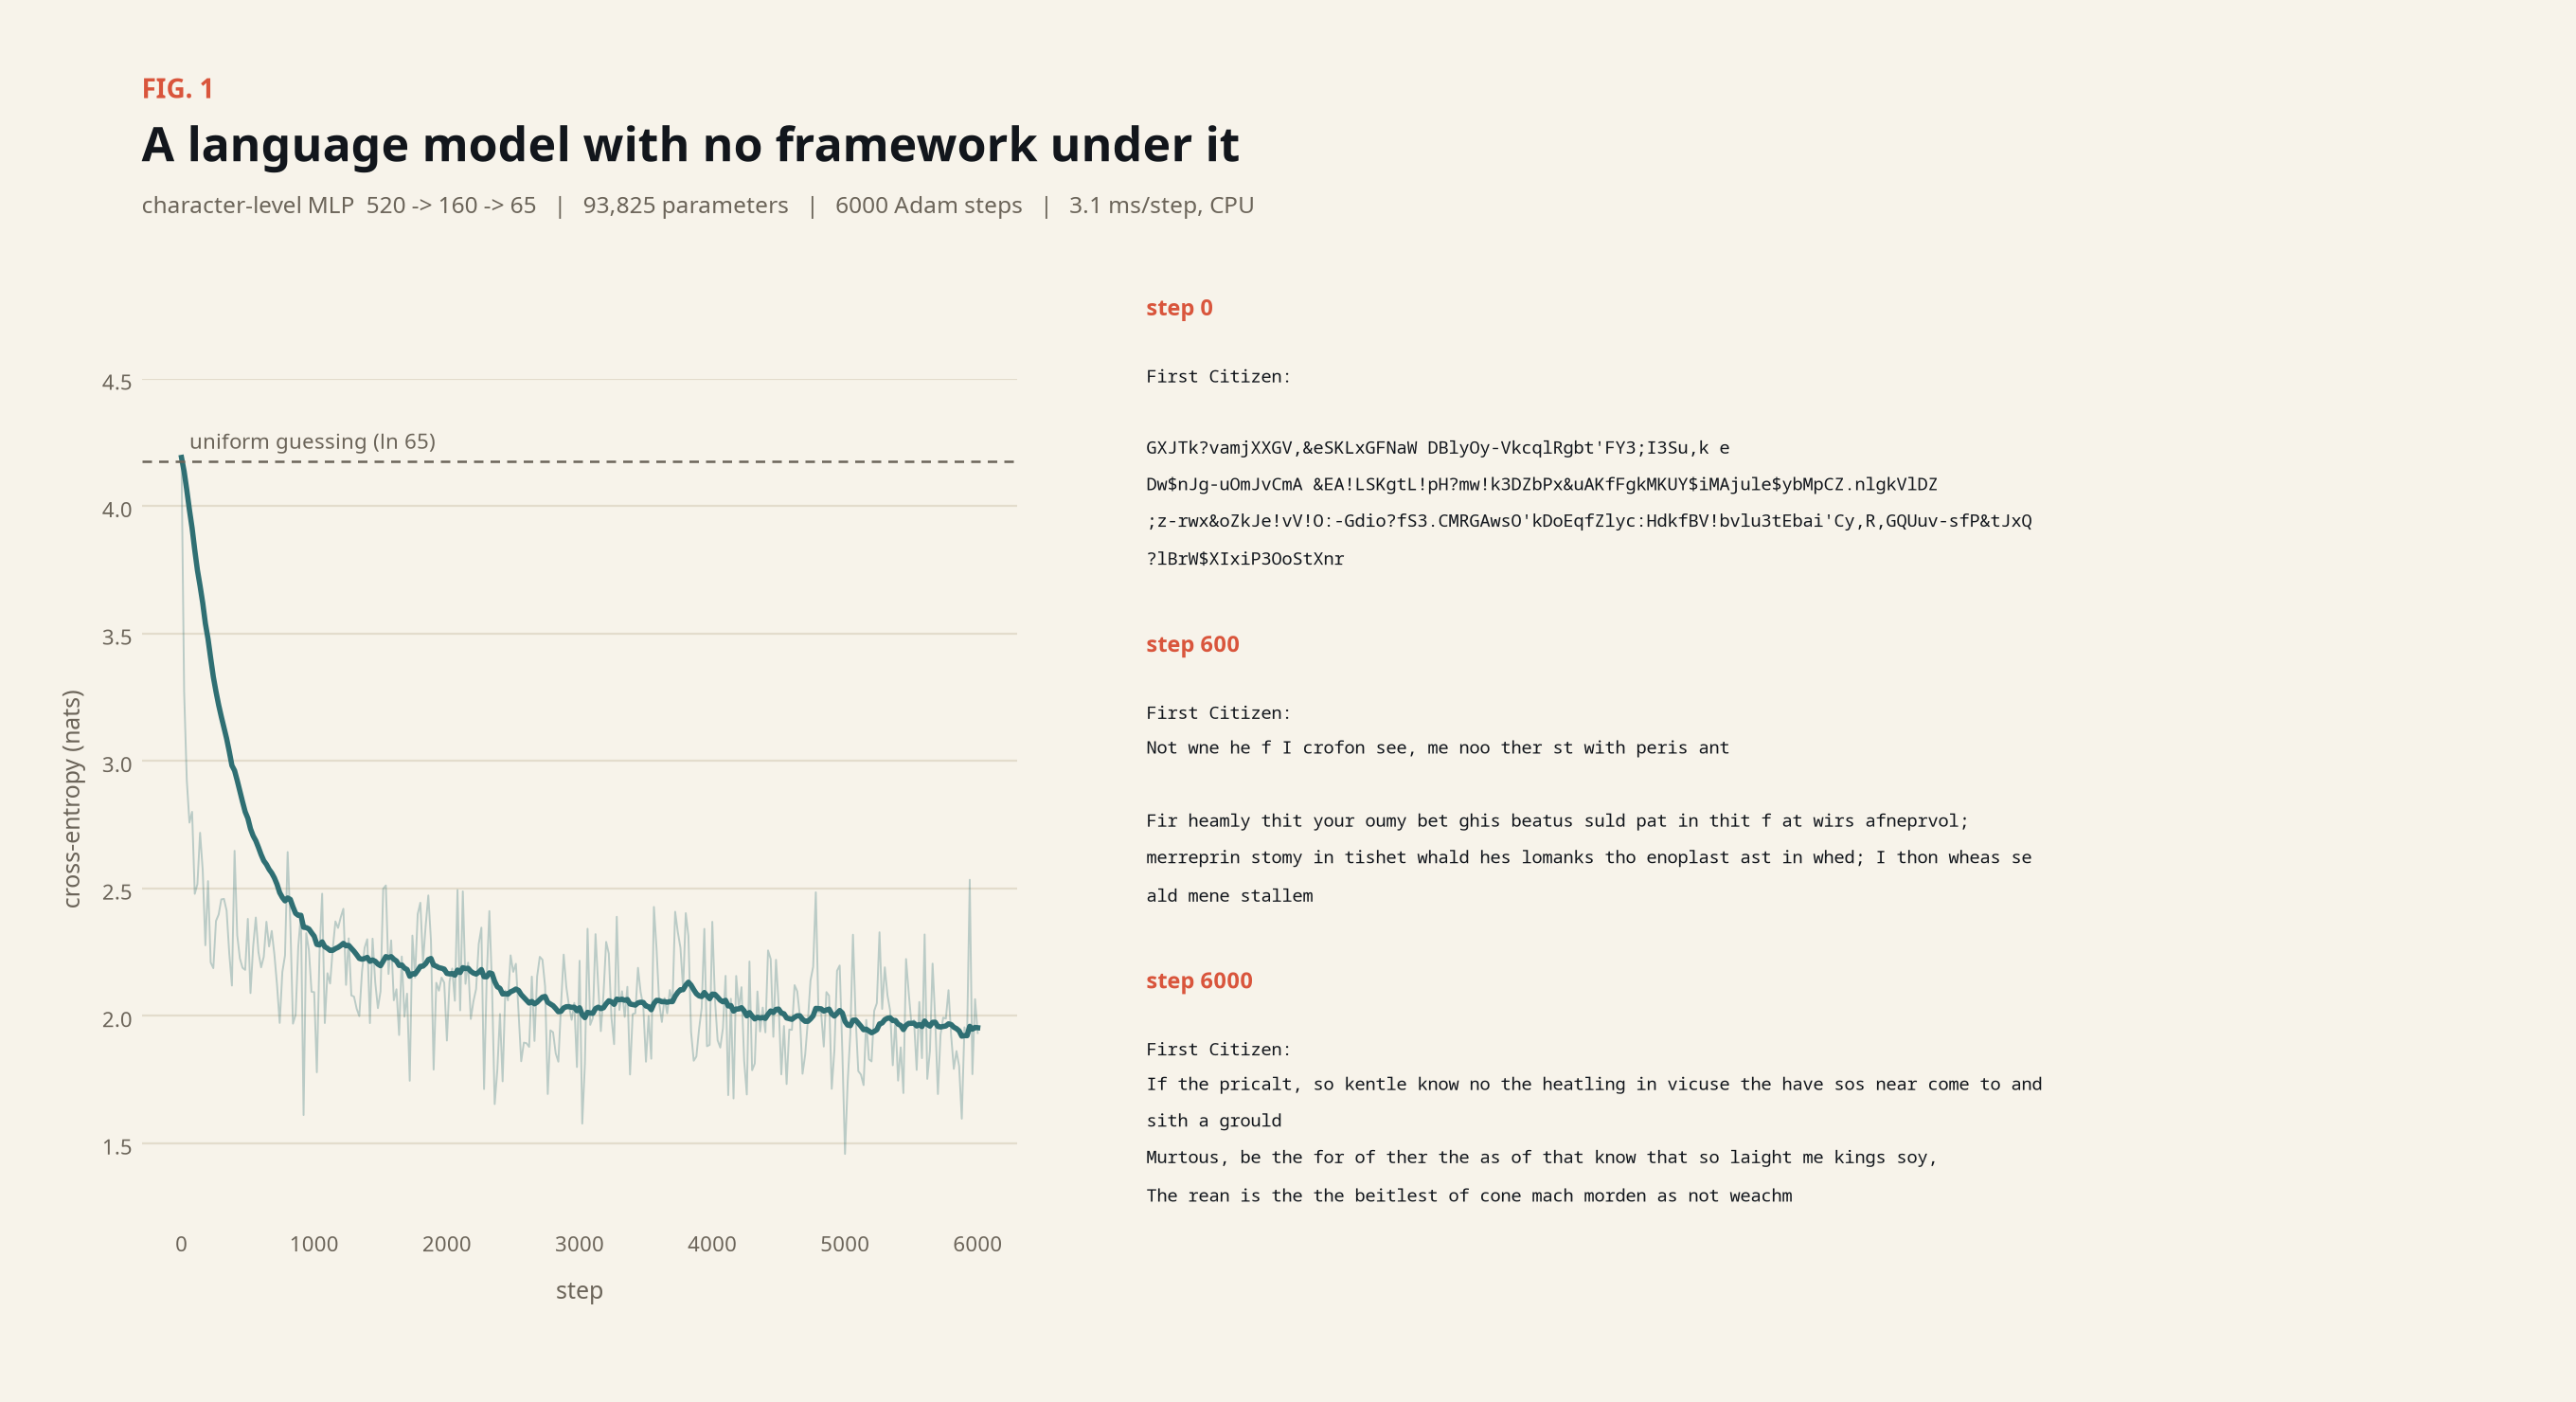 FIG. 1
A language model with no framework under it
character-level MLP  520 -> 160 -> 65   |   93,825 parameters   |   6000 Adam steps   |   3.1 ms/step, CPU
4.5
uniform guessing (ln 65)
4.0
3.5
3.0
2.5
2.0
1.5
cross-entropy (nats)
0 1000 2000 3000 4000 5000 6000
step
step 0
First Citizen:
GXJTk?vamjXXGV,&eSKLxGFNaW DBlyOy-VkcqlRgbt'FY3;I3Su,k e
Dw$nJg-uOmJvCmA &EA!LSKgtL!pH?mw!k3DZbPx&uAKfFgkMKUY$iMAjule$ybMpCZ.nlgkVlDZ
;z-rwx&oZkJe!vV!O:-Gdio?fS3.CMRGAwsO'kDoEqfZlyc:HdkfBV!bvlu3tEbai'Cy,R,GQUuv-sfP&tJxQ
?lBrW$XIxiP3OoStXnr
step 600
First Citizen:
Not wne he f I crofon see, me noo ther st with peris ant
Fir heamly thit your oumy bet ghis beatus suld pat in thit f at wirs afneprvol;
merreprin stomy in tishet whald hes lomanks tho enoplast ast in whed; I thon wheas se
ald mene stallem
step 6000
First Citizen:
If the pricalt, so kentle know no the heatling in vicuse the have sos near come to and
sith a grould
Murtous, be the for of ther the as of that know that so laight me kings soy,
The rean is the the beitlest of cone mach morden as not weachm